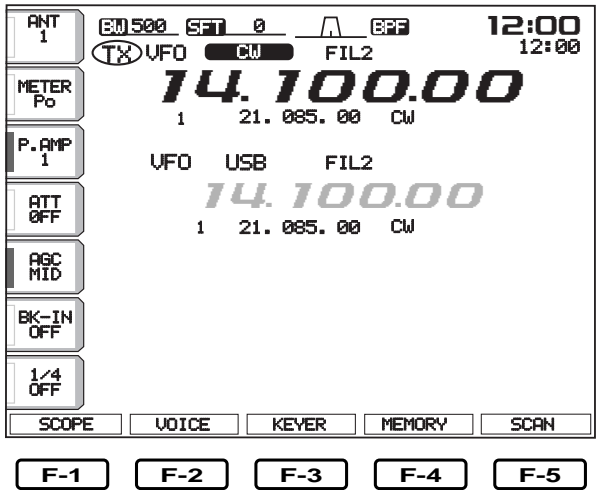 ANT
1
BW 500 SFT 0 BPF
12:00
12:00
TX VFO CW FIL2
METER
Po
14.100.00
1 21. 085. 00 CW
P.AMP
1
VFO USB FIL2
ATT
OFF
14.100.00
1 21. 085. 00 CW
AGC
MID
BK-IN
OFF
1/4
OFF
SCOPE VOICE KEYER MEMORY SCAN
F-1 F-2 F-3 F-4 F-5